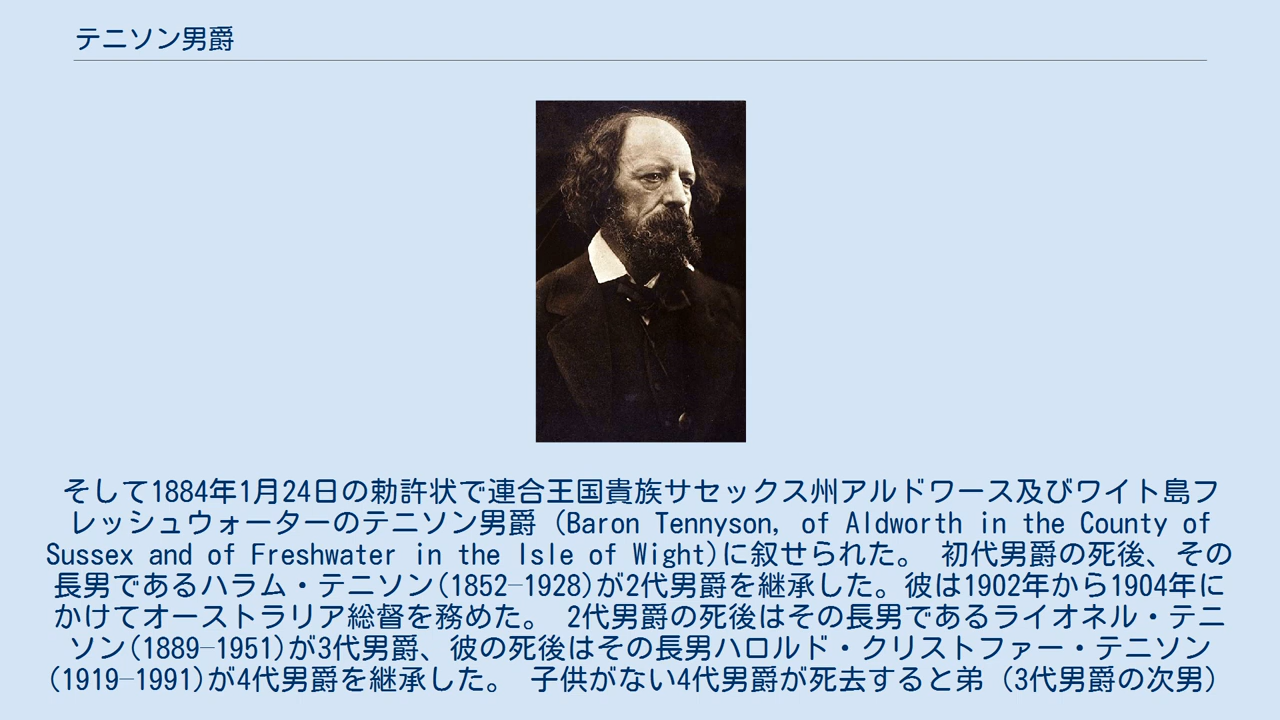 テニソン男爵
そして1884年1月24日の勅許状で連合王国貴族サセックス州アルドワース及びワイト島フ
レッシュウォーターのテニソン男爵（Baron Tennyson, of Aldworth in the County of
Sussex and of Freshwater in the Isle of Wight)に叙せられた。 初代男爵の死後、その
長男であるハラム・テニソン(1852–1928)が2代男爵を継承した。彼は1902年から1904年に
かけてオーストラリア総督を務めた。 2代男爵の死後はその長男であるライオネル・テニ
ソン(1889–1951)が3代男爵、彼の死後はその長男ハロルド・クリストファー・テニソン
(1919–1991)が4代男爵を継承した。 子供がない4代男爵が死去すると弟（3代男爵の次男）